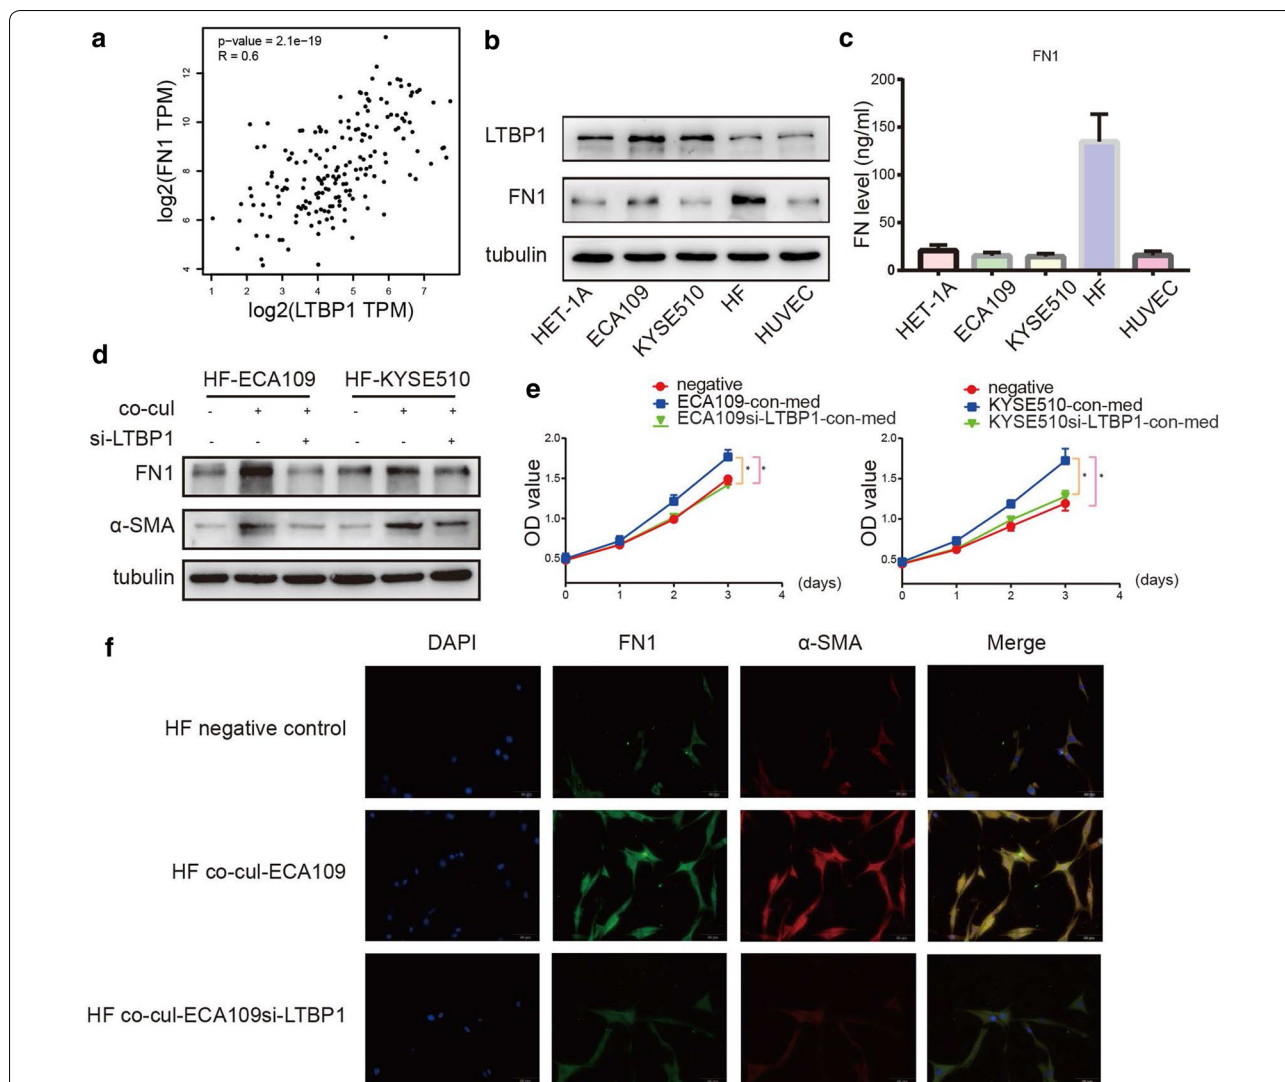 a
p-value = 2.1e-19
R = 0.6
log2(FN1 TPM)
12
10
8
6
4
1 2 3 4 5 6 7
log2(LTBP1 TPM)
b
LTBP1
FN1
tubulin
HET-1A ECA109 KYSE510 HF HUVEC
c
FN1
FN level (ng/ml)
200
150
100
50
0
HET-1A ECA109 KYSE510 HF HUVEC
d
HF-ECA109 HF-KYSE510
co-cul - + + - + +
si-LTBP1 - - + - - +
FN1
α-SMA
tubulin
e
negative
ECA109-con-med
ECA109si-LTBP1-con-med
OD value
2.0
1.5
1.0
0.5
* *
0 1 2 3 4
(days)
negative
KYSE510-con-med
KYSE510si-LTBP1-con-med
OD value
2.0
1.5
1.0
0.5
* *
0 1 2 3 4
(days)
f
DAPI FN1 α-SMA Merge
HF negative control
HF co-cul-ECA109
HF co-cul-ECA109si-LTBP1